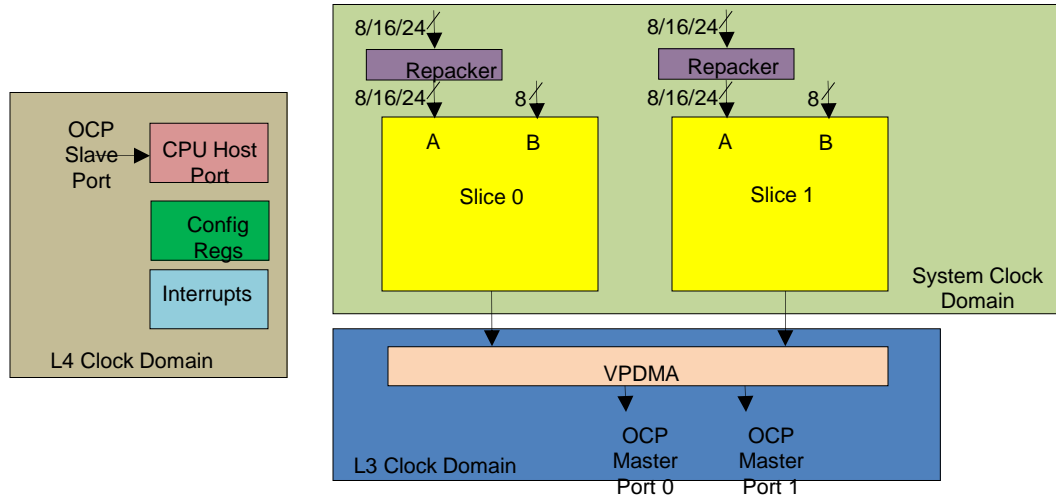 8/16/24
8/16/24
Repacker
Repacker
8/16/24
8
8/16/24
8
OCP
Slave
Port
CPU Host
Port
A
B
A
B
Slice 0
Slice 1
Config
Regs
Interrupts
System Clock
Domain
L4 Clock Domain
VPDMA
OCP
Master
Port 0
OCP
Master
Port 1
L3 Clock Domain